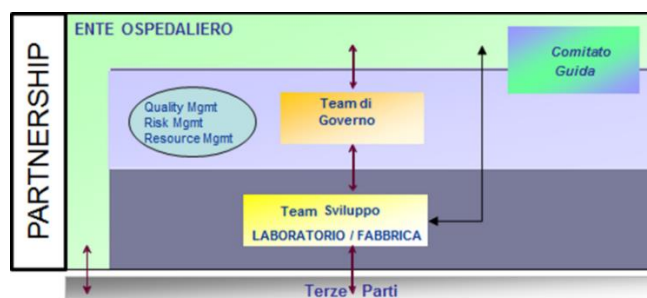 PARTNERSHIP
ENTE OSPEDALIERO
Comitato
Guida
Quality Mgmt
Risk Mgmt
Resource Mgmt
Team di
Governo
Team Sviluppo
LABORATORIO / FABBRICA
Terze Parti